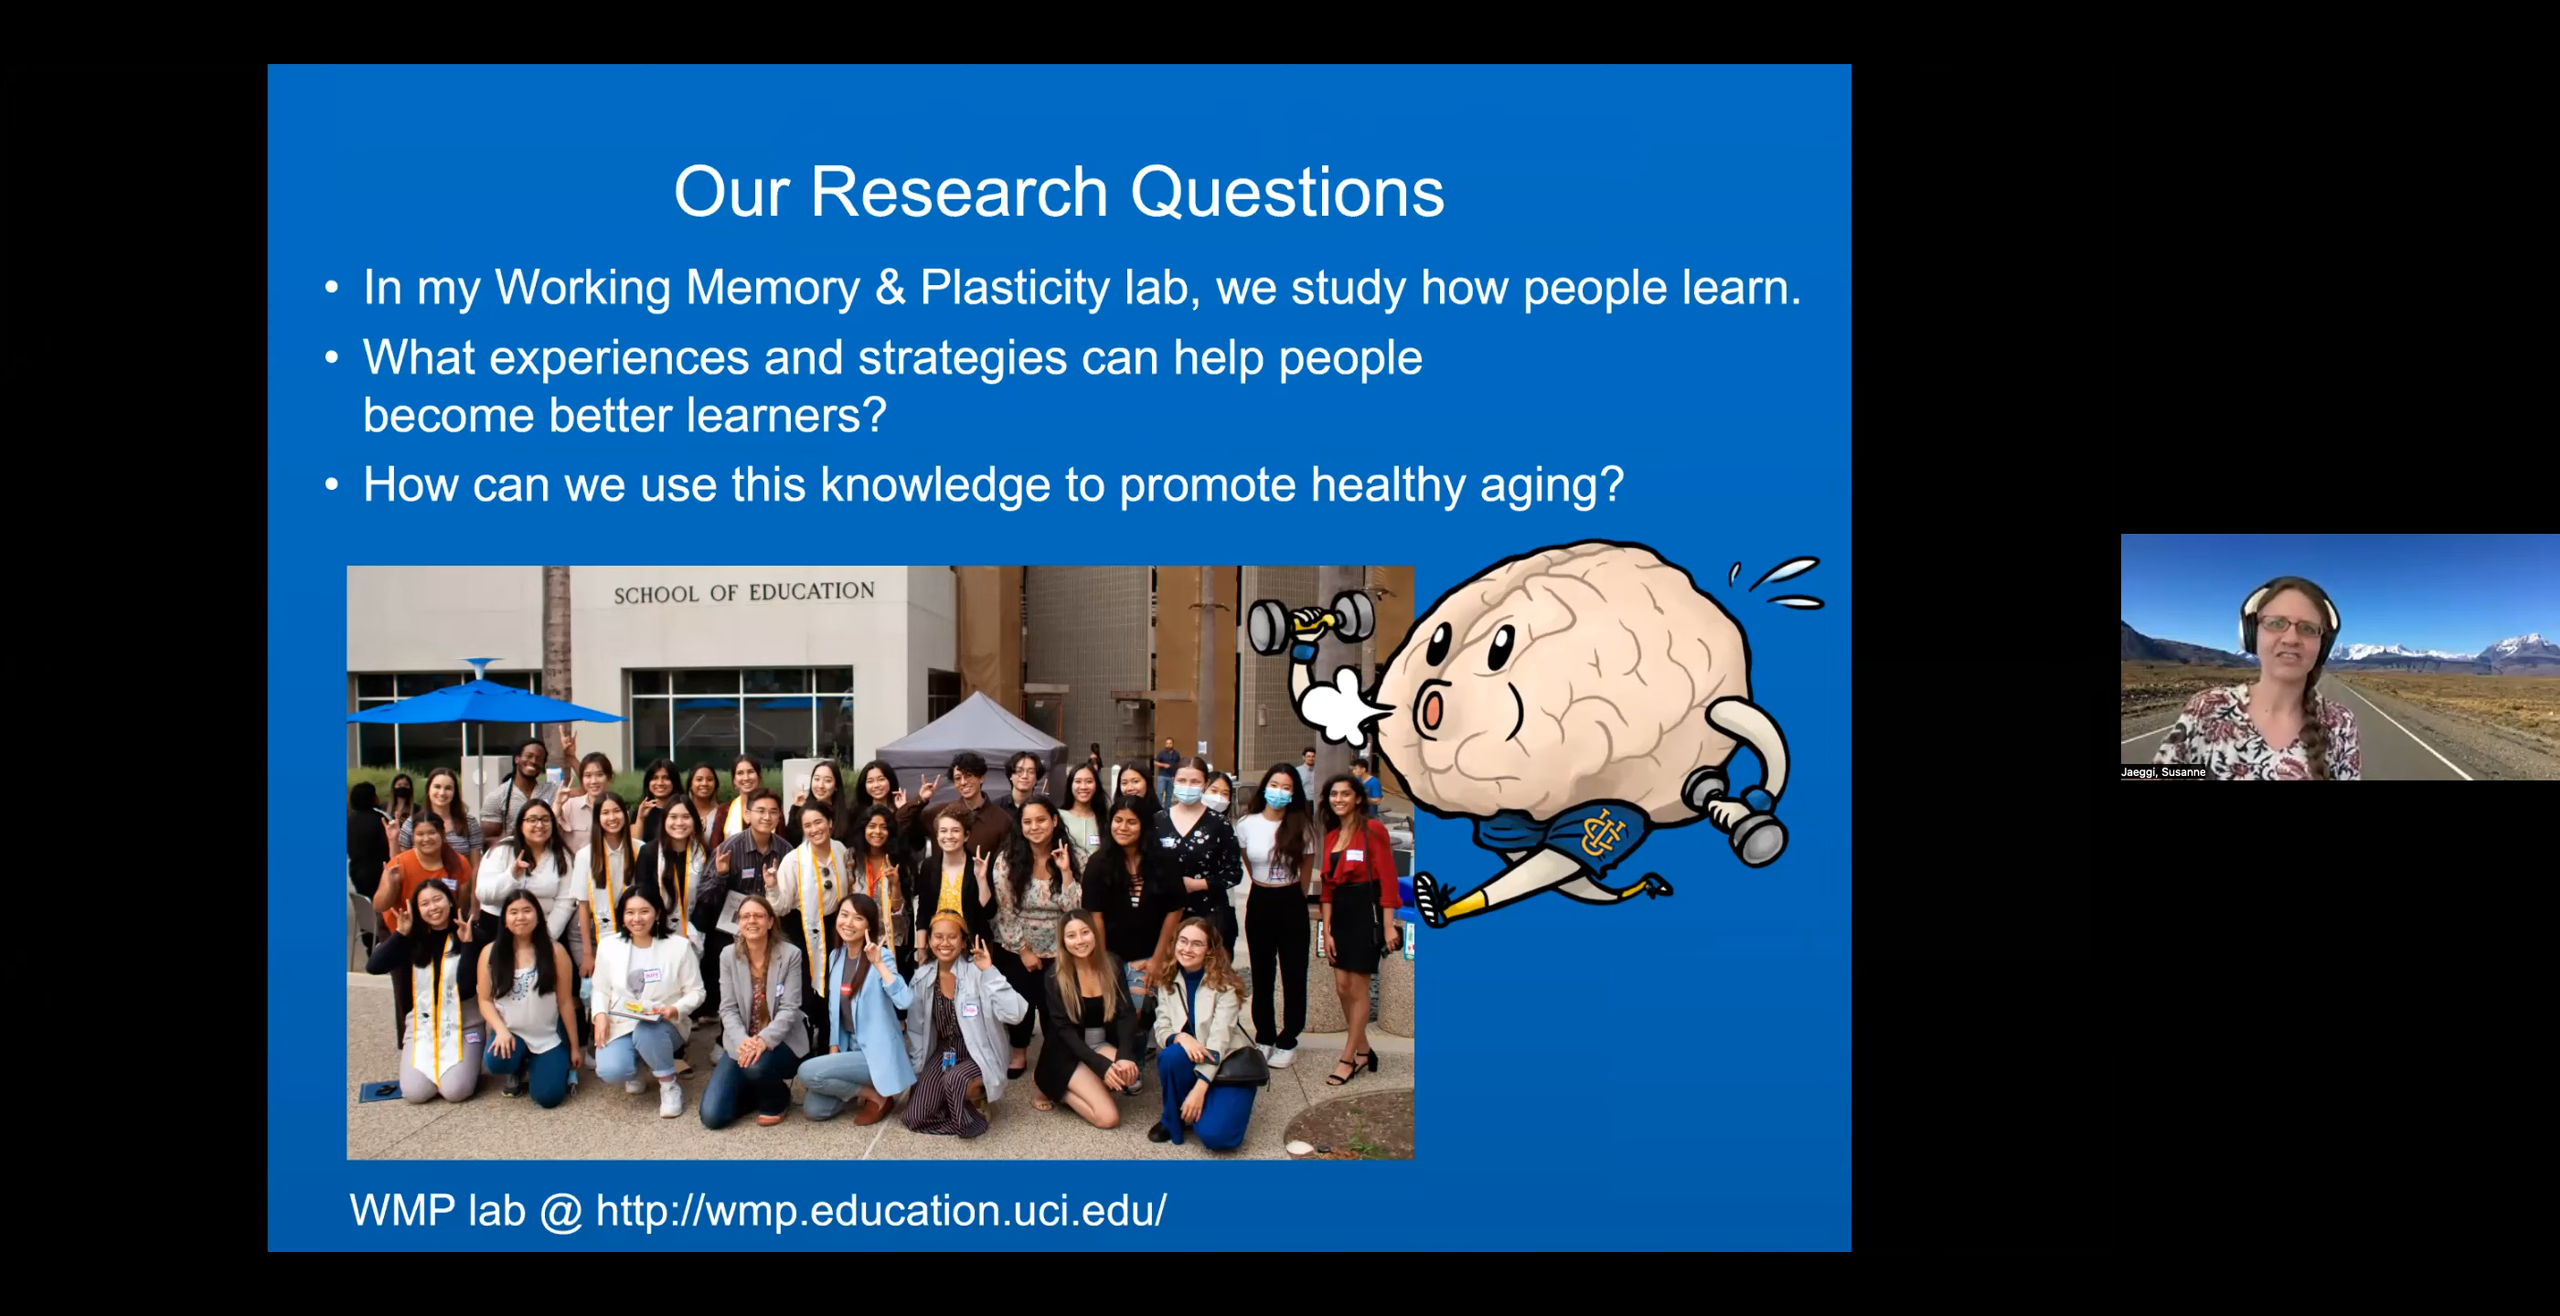 Our Research Questions
• In my Working Memory & Plasticity lab, we study how people learn.
• What experiences and strategies can help people
become better learners?
• How can we use this knowledge to promote healthy aging?
SCHOOL OF EDUCATION
WMP lab @ http://wmp.education.uci.edu/
Jaeggi, Susanne